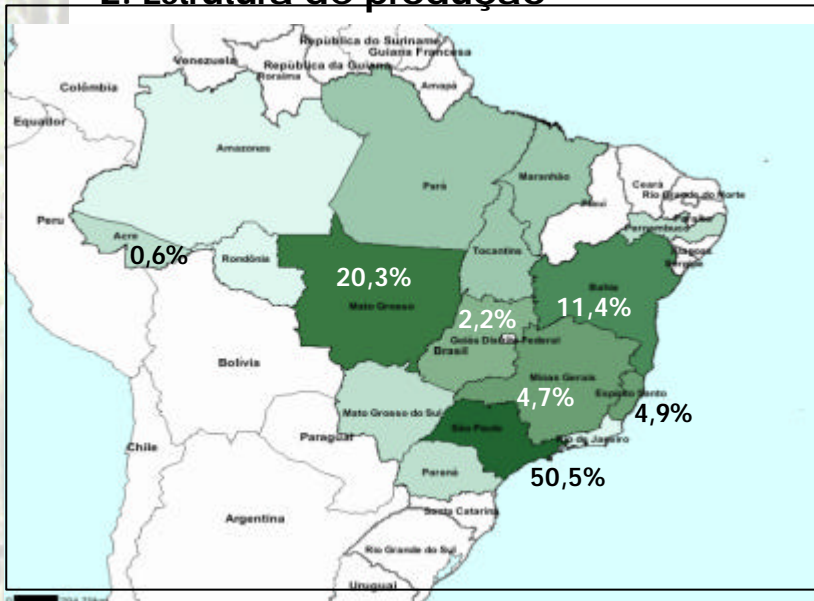 2. Estrutura de produção
República do Suriname
Guiana Francesa
Venezuela
República da Guiana
Roraima
Amapá
Colômbia
Equador
Amazonas
Pará
Maranhão
Ceará
Rio Grande do Norte
Piauí
Paraíba
Pernambuco
Alagoas
Sergipe
Peru
Acre
0,6%
Rondônia
Tocantins
20,3%
Mato Grosso
Bahia
11,4%
2,2%
Goiás Distrito Federal
Brasil
Bolívia
Minas Gerais
4,7%
Espírito Santo
4,9%
Mato Grosso do Sul
São Paulo
Rio de Janeiro
Paraguai
Chile
Paraná
50,5%
Santa Catarina
Argentina
Rio Grande do Sul
Uruguai